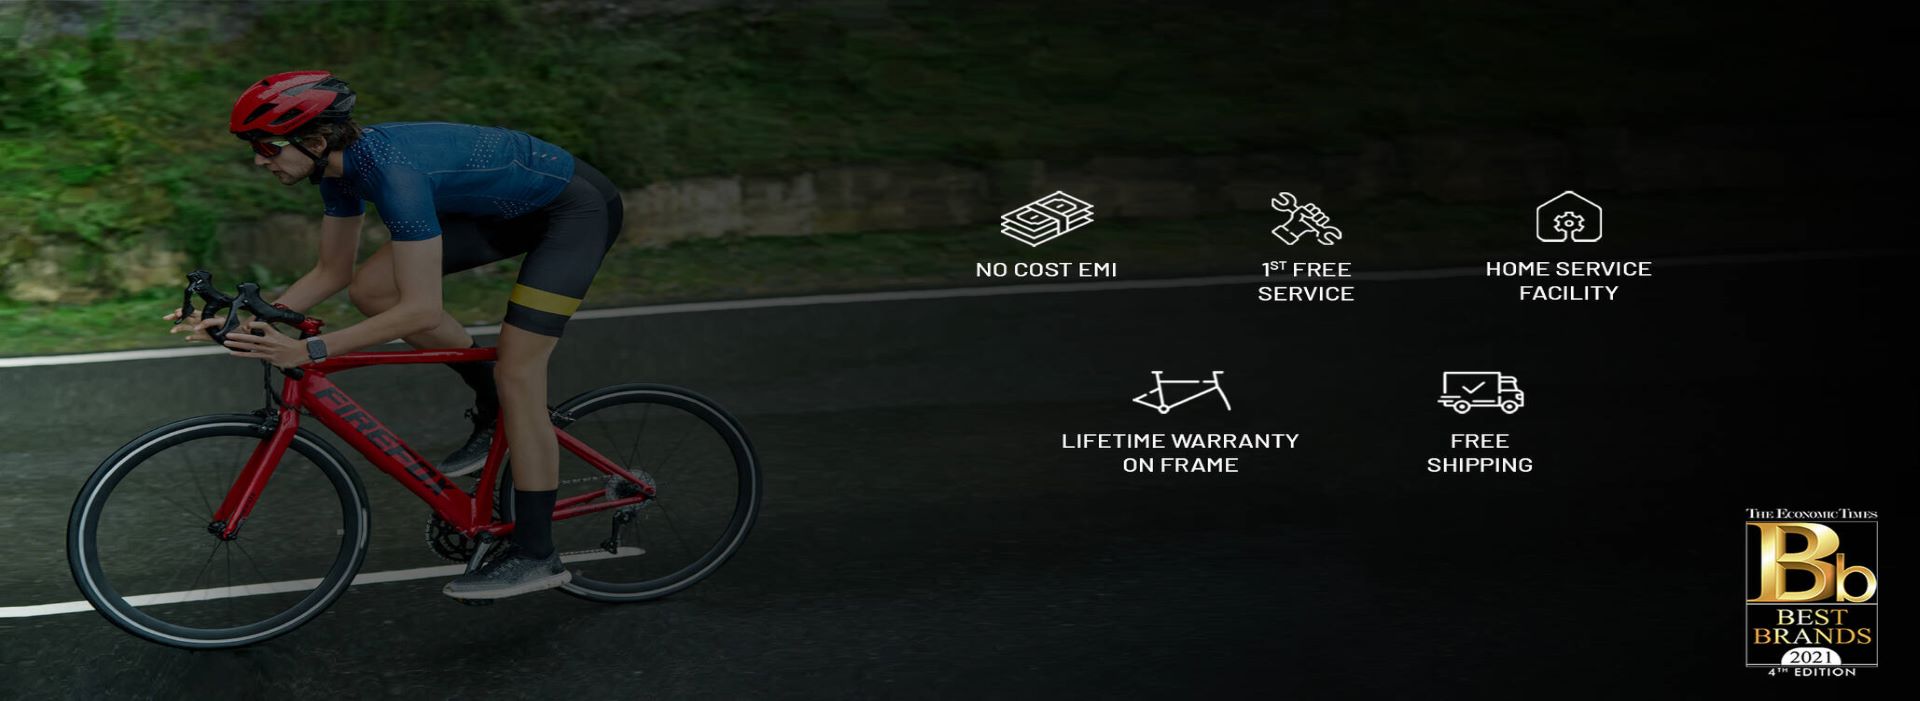 FIREFOX
NO COST EMI
1ST FREE
SERVICE
HOME SERVICE
FACILITY
LIFETIME WARRANTY
ON FRAME
FREE
SHIPPING
THE ECONOMIC TIMES
Bb
BEST
BRANDS
2021
4TH EDITION